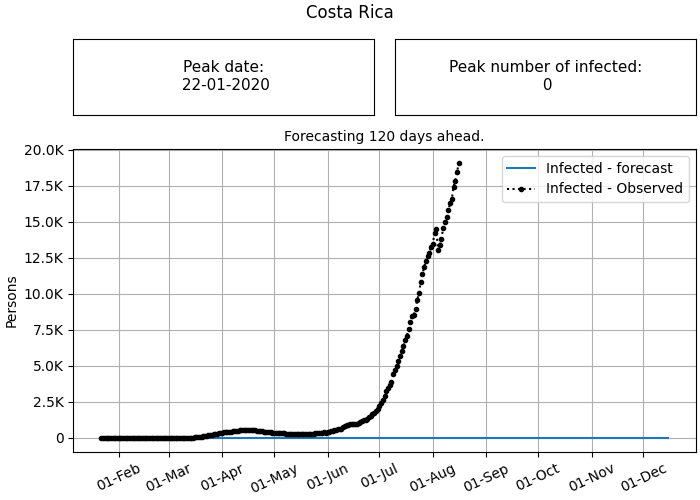 Costa Rica
Peak date:
22-01-2020
Peak number of infected:
0
Forecasting 120 days ahead.
20.0K
17.5K
15.0K
12.5K
10.0K
7.5K
5.0K
2.5K
0
Persons
Infected - forecast
Infected - Observed
01-Feb
01-Mar
01-Apr
01-May
01-Jun
01-Jul
01-Aug
01-Sep
01-Oct
01-Nov
01-Dec